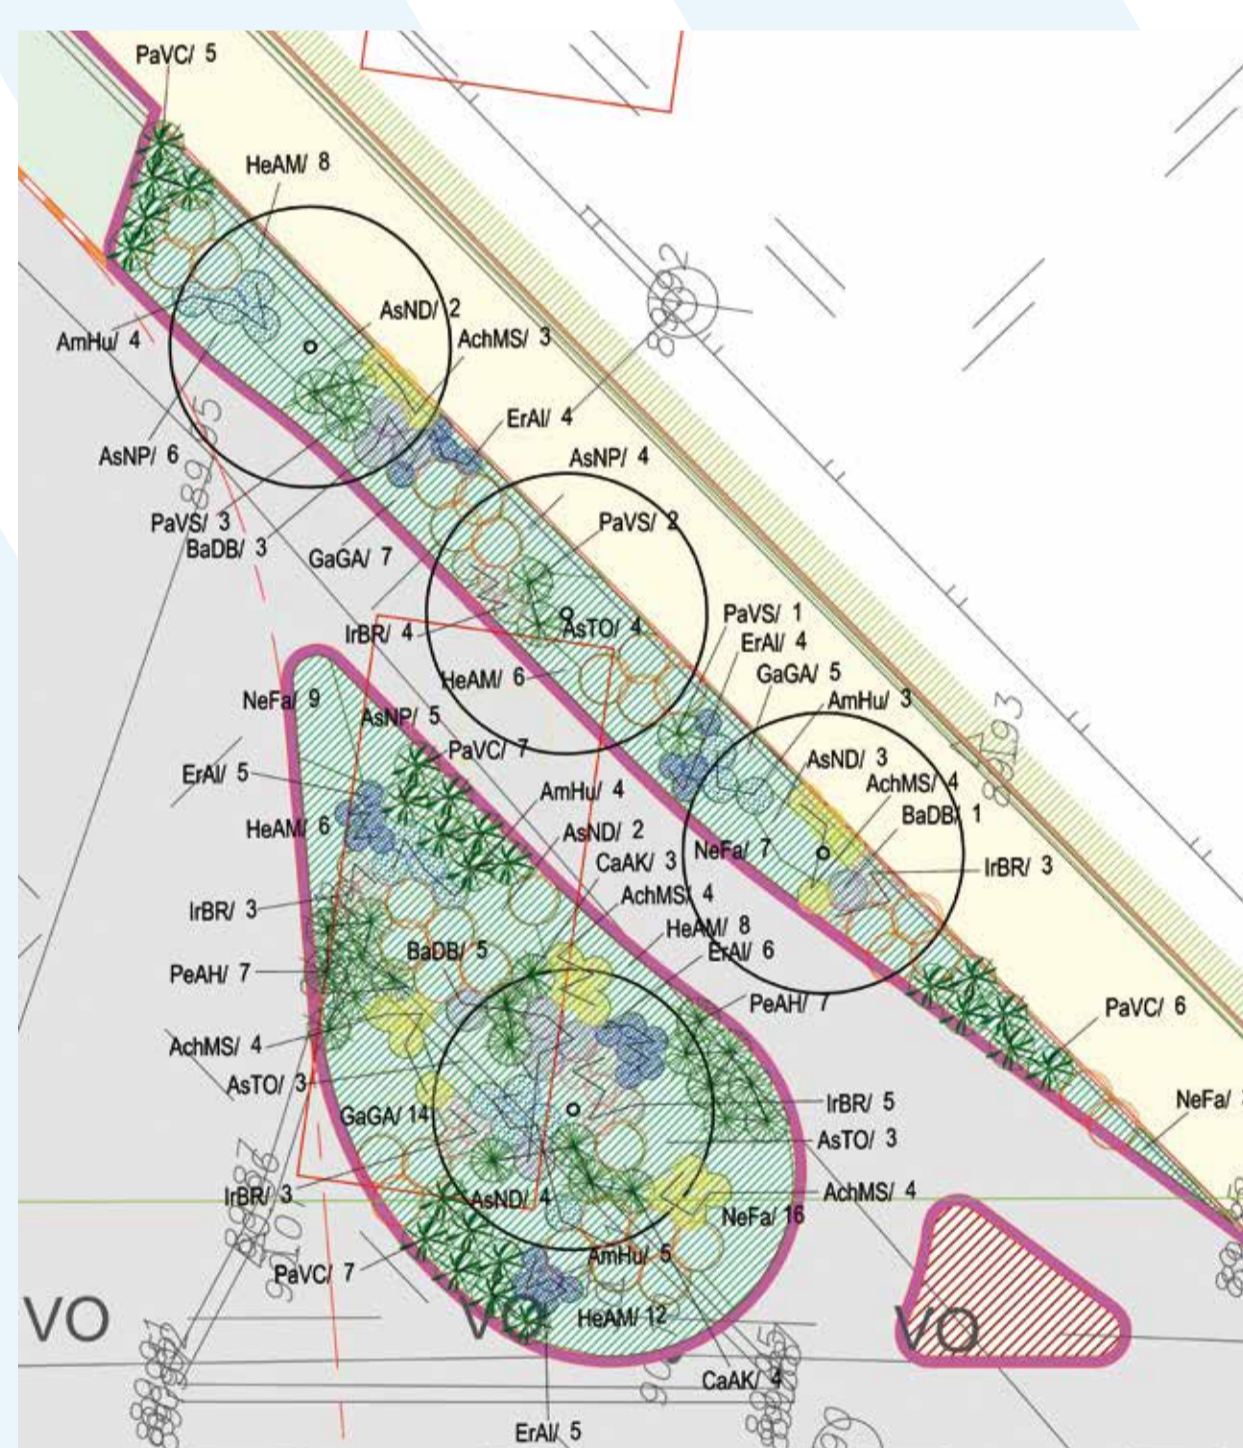 PaVC/ 5
HeAM/ 8
8992
AsND/ 2
AmHu/ 4
AchMS/ 3
ErAl/ 4
AsNP/ 6
AsNP/ 4
PaVS/ 3
PaVS/ 2
BaDB/ 3
GaGA/ 7
PaVS/ 1
IrBR/ 4
AsTO/ 4
ErAl/ 4
GaGA/ 5
HeAM/ 6
NeFa/ 9
AmHu/ 3
AsNP/ 5
PaVC/ 7
AsND/ 3
ErAl/ 5
AchMS/ 4
AmHu/ 4
BaDB/ 1
HeAM/ 6
AsND/ 2
NeFa/ 7
CaAK/ 3
IrBR/ 3
AchMS/ 4
IrBR/ 3
HeAM/ 8
BaDB/ 5
ErAl/ 6
PeAH/ 7
PeAH/ 7
PaVC/ 6
AchMS/ 4
AsTO/ 3
NeFa/
IrBR/ 5
GaGA/ 14
AsTO/ 3
IrBR/ 3
AsND/ 4
AchMS/ 4
NeFa/ 16
AmHu/ 5
PaVC/ 7
HeAM/ 12
VO
VO
VO
CaAK/ 4
ErAl/ 5